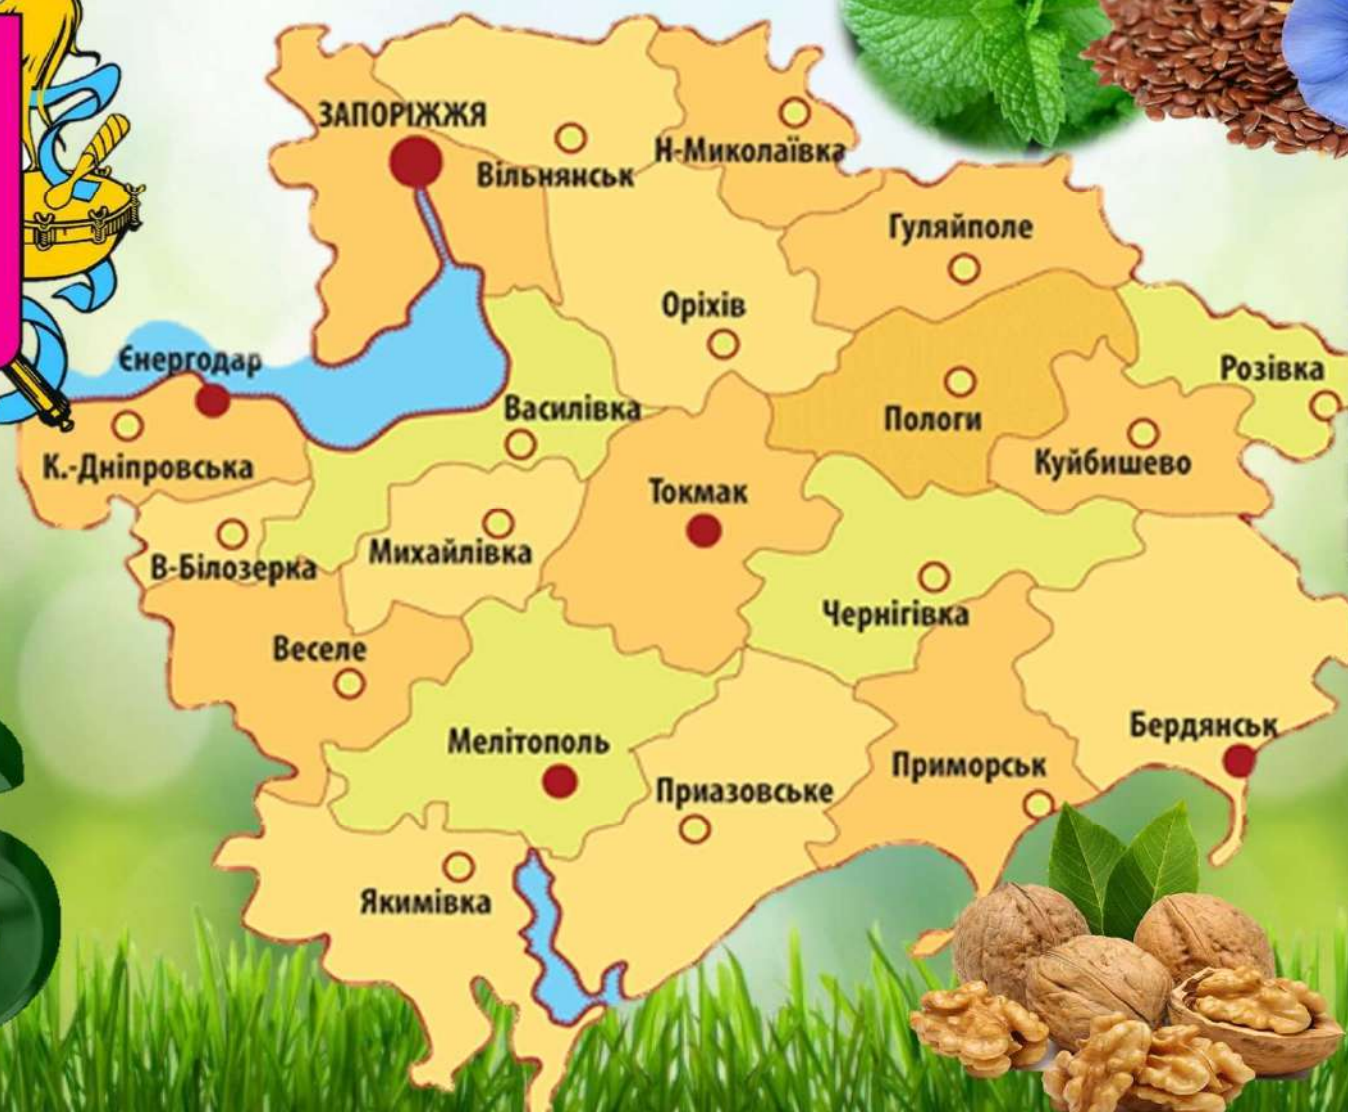 ЗАПОРІЖЖЯ
Вільнянськ
Н-Миколаївка
Гуляйполе
Оріхів
Єнергодар
Розівка
Василівка
Пологи
К.-Дніпровська
Куйбишево
Токмак
Михайлівка
В-Білозерка
Чернігівка
Веселе
Мелітополь
Бердянськ
Приморськ
Приазовське
Якимівка